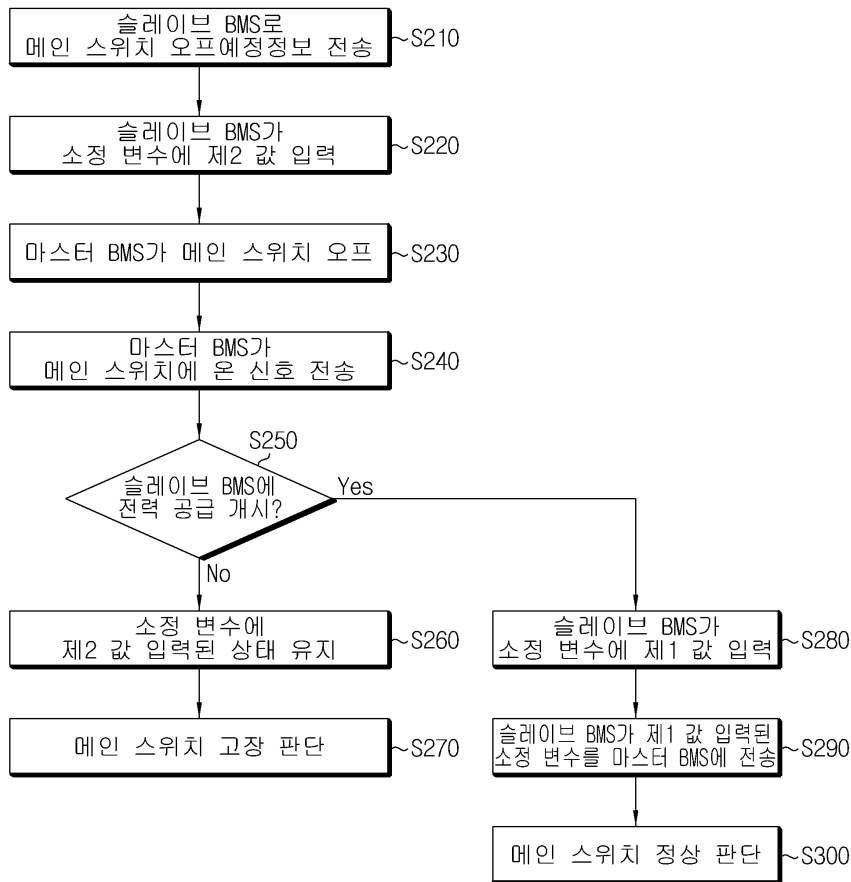 슬레이브 BMS로
메인 스위치 오프예정정보 전송
S210
슬레이브 BMS가
소정 변수에 제2 값 입력
S220
마스터 BMS가 메인 스위치 오프
S230
마스터 BMS가
메인 스위치에 온 신호 전송
S240
S250
슬레이브 BMS에
전력 공급 개시?
Yes
No
소정 변수에
제2 값 입력된 상태 유지
S260
메인 스위치 고장 판단
S270
슬레이브 BMS가
소정 변수에 제1 값 입력
S280
슬레이브 BMS가 제1 값 입력된
소정 변수를 마스터 BMS에 전송
S290
메인 스위치 정상 판단
S300